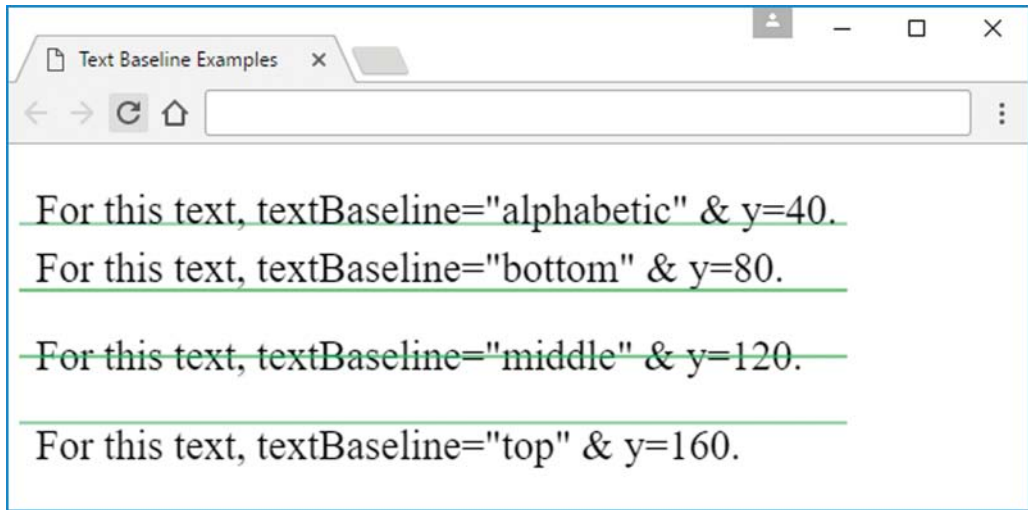 Text Baseline Examples
For this text, textBaseline="alphabetic" & y=40.
For this text, textBaseline="bottom" & y=80.
For this text, textBaseline="middle" & y=120.
For this text, textBaseline="top" & y=160.